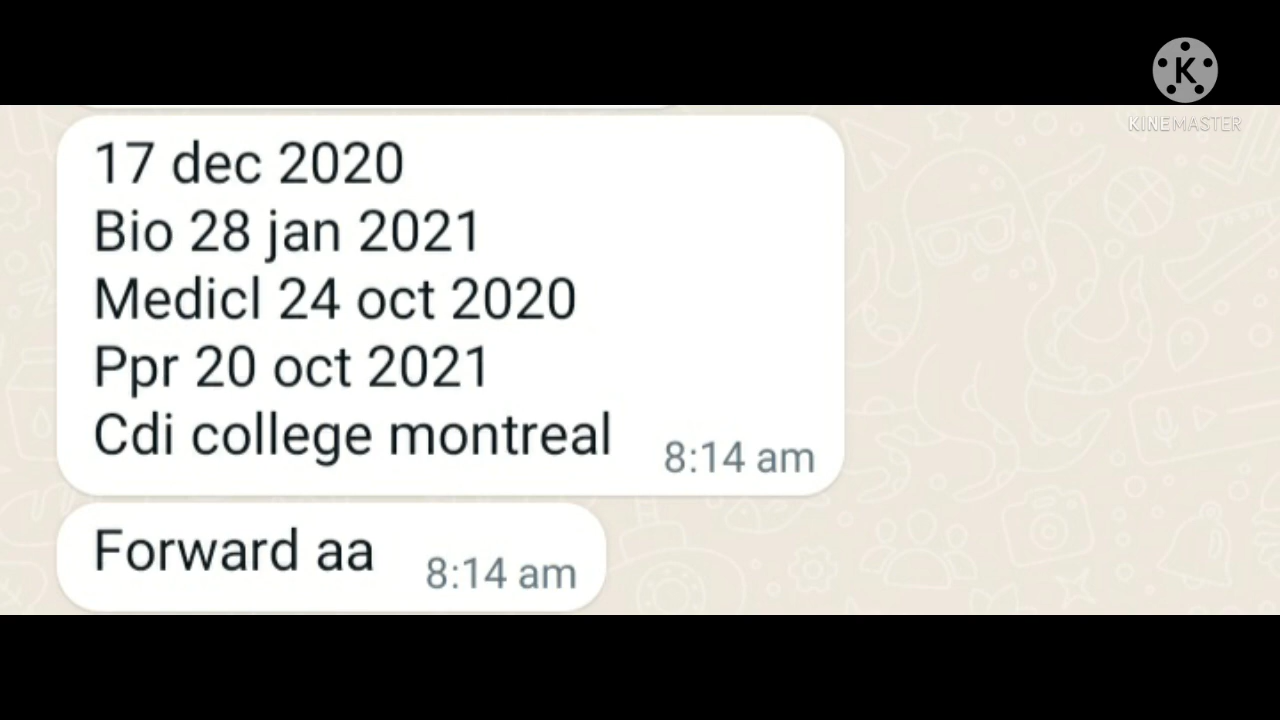 K
KINEMASTER
17 dec 2020
Bio 28 jan 2021
Medicl 24 oct 2020
Ppr 20 oct 2021
Cdi college montreal
8:14 am
Forward aa
8:14 am